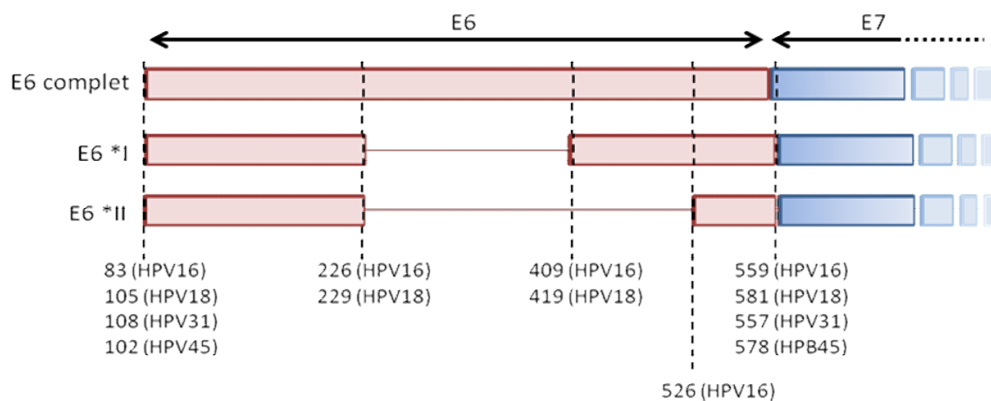 E6
E7
E6 complet
E6 *I
E6 *II
83 (HPV16)
105 (HPV18)
108 (HPV31)
102 (HPV45)
226 (HPV16)
229 (HPV18)
409 (HPV16)
419 (HPV18)
559 (HPV16)
581 (HPV18)
557 (HPV31)
578 (HPB45)
526 (HPV16)